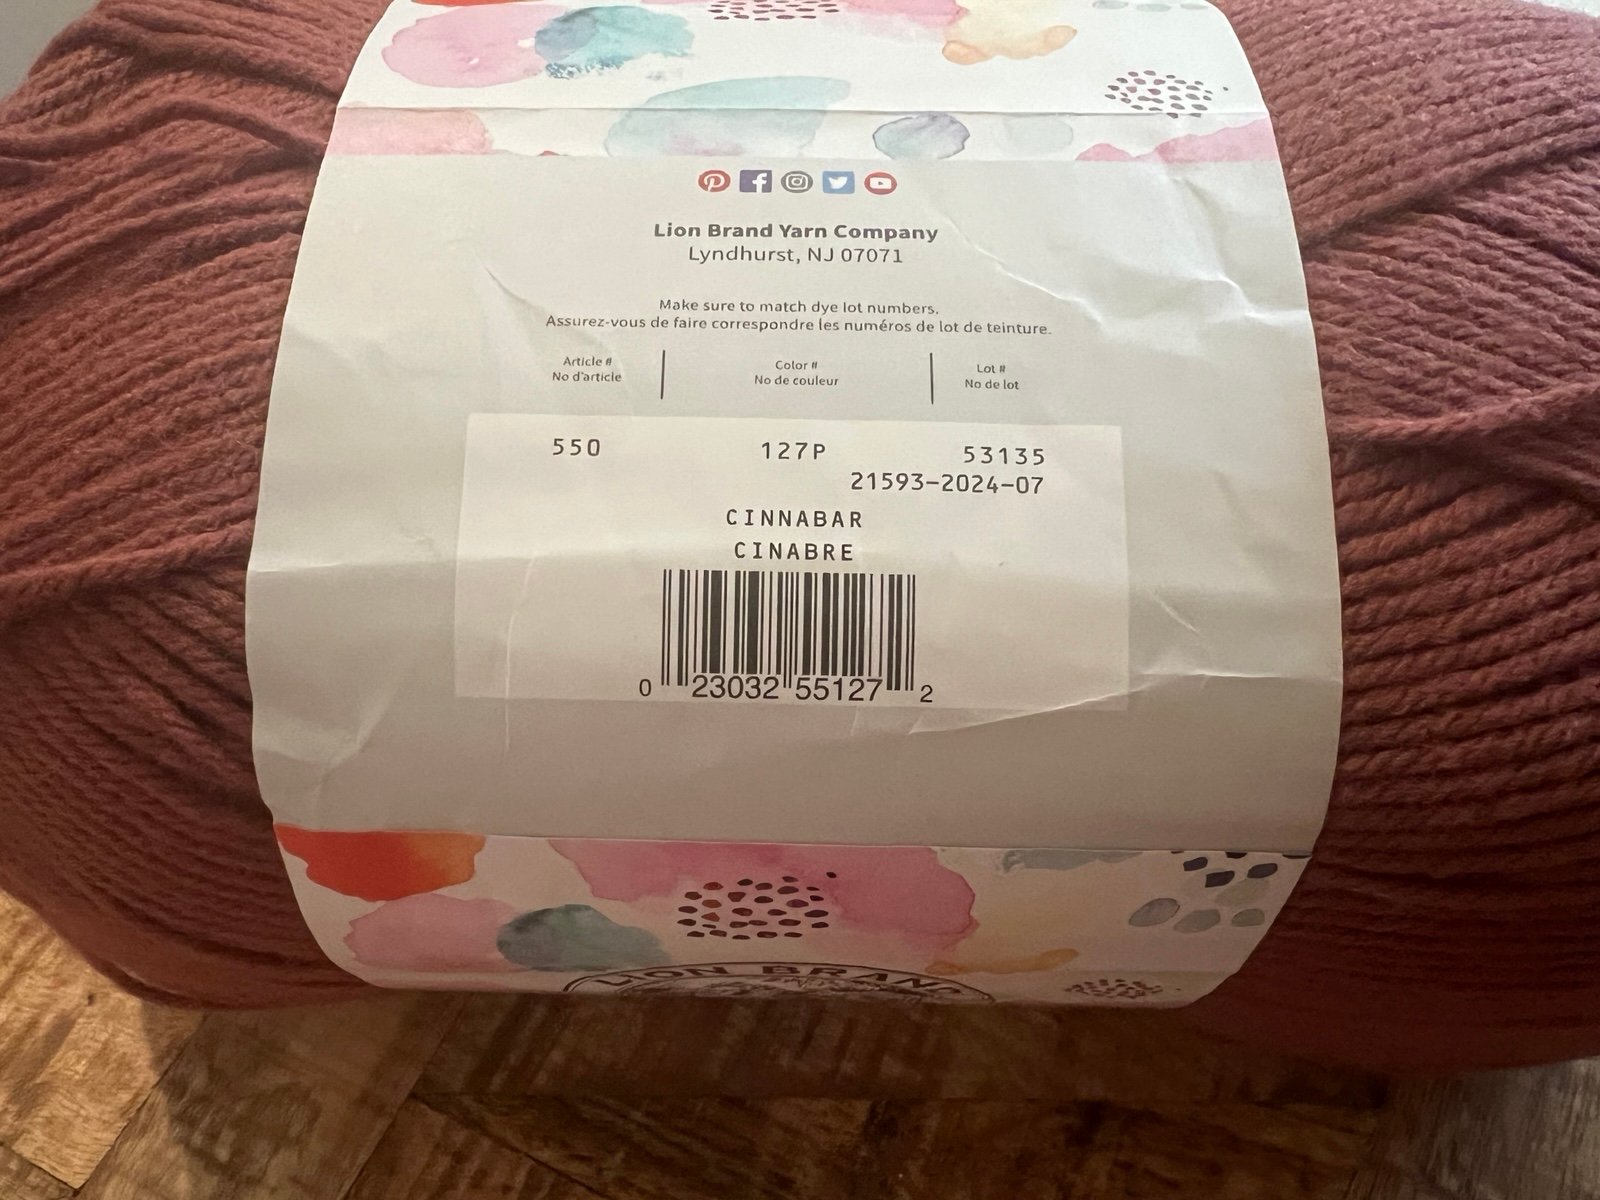 Lion Brand Yarn Company
Lyndhurst, NJ 07071
Make sure to match dye lot numbers.
Assurez-vous de faire correspondre les numéros de lot de teinture.
Article #
No d'article
Color #
No de couleur
Lot #
No de lot
550 127P 53135
21593-2024-07
CINNABAR
CINABRE
0 23032 55127 2
LION BRAND